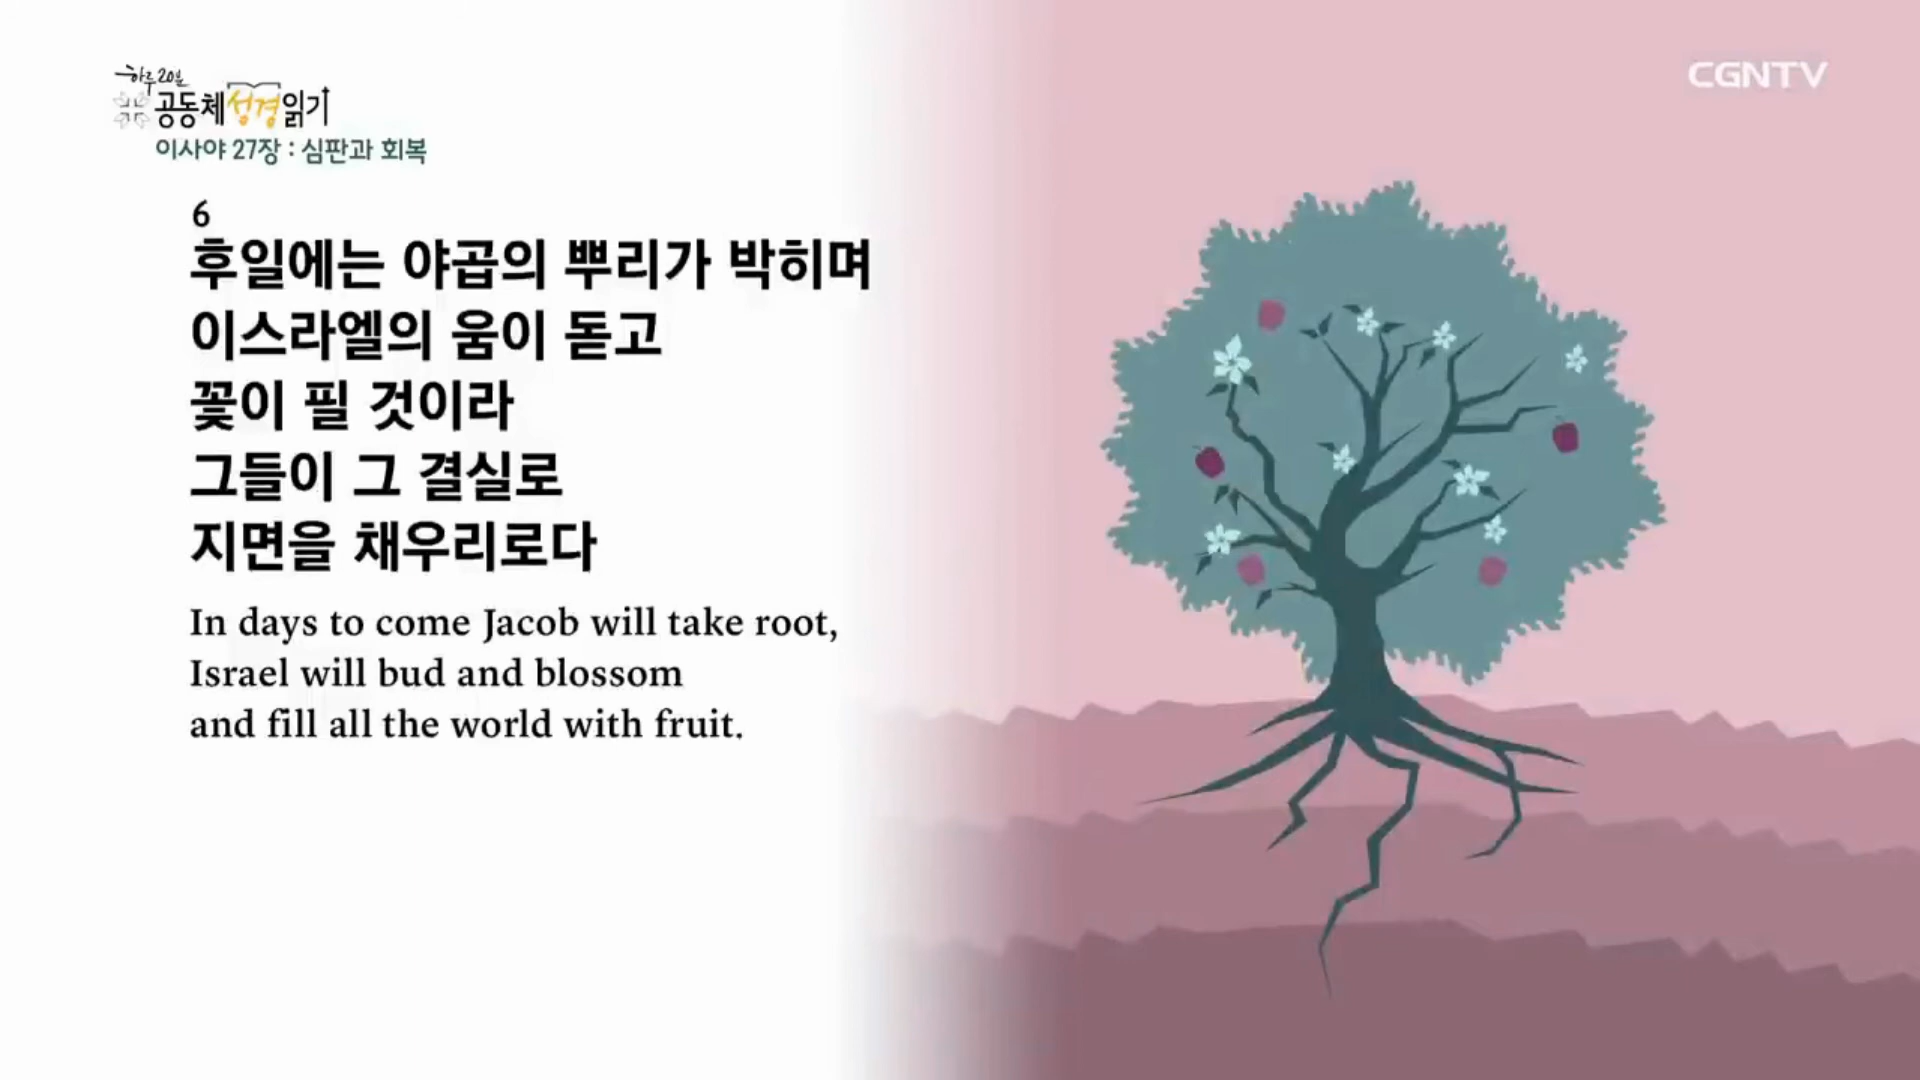 하루 20분
공동체성경읽기
CGNTV
이사야 27장 : 심판과 회복
6
후일에는 야곱의 뿌리가 박히며
이스라엘의 움이 돋고
꽃이 필 것이라
그들이 그 결실로
지면을 채우리로다
In days to come Jacob will take root,
Israel will bud and blossom
and fill all the world with fruit.